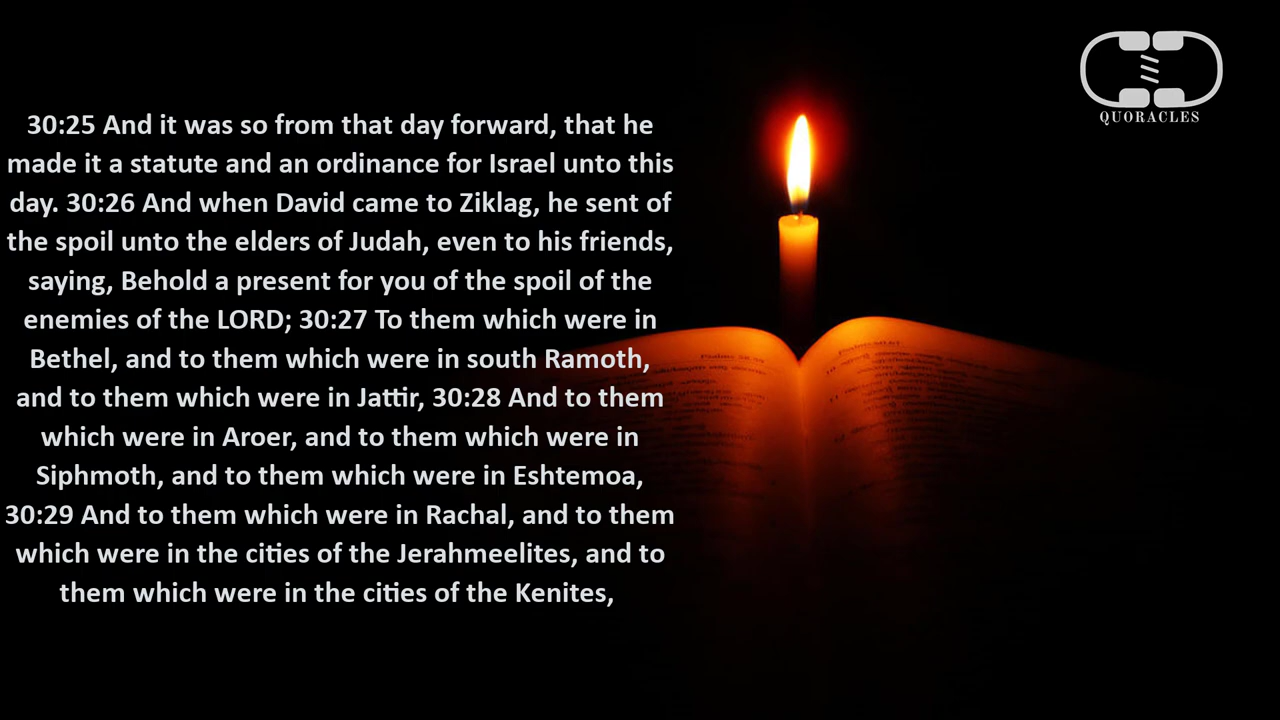 30:25 And it was so from that day forward, that he
made it a statute and an ordinance for Israel unto this
day. 30:26 And when David came to Ziklag, he sent of
the spoil unto the elders of Judah, even to his friends,
saying, Behold a present for you of the spoil of the
enemies of the LORD; 30:27 To them which were in
Bethel, and to them which were in south Ramoth,
and to them which were in Jattir, 30:28 And to them
which were in Aroer, and to them which were in
Siphmoth, and to them which were in Eshtemoa,
30:29 And to them which were in Rachal, and to them
which were in the cities of the Jerahmeelites, and to
them which were in the cities of the Kenites,
QUORACLES